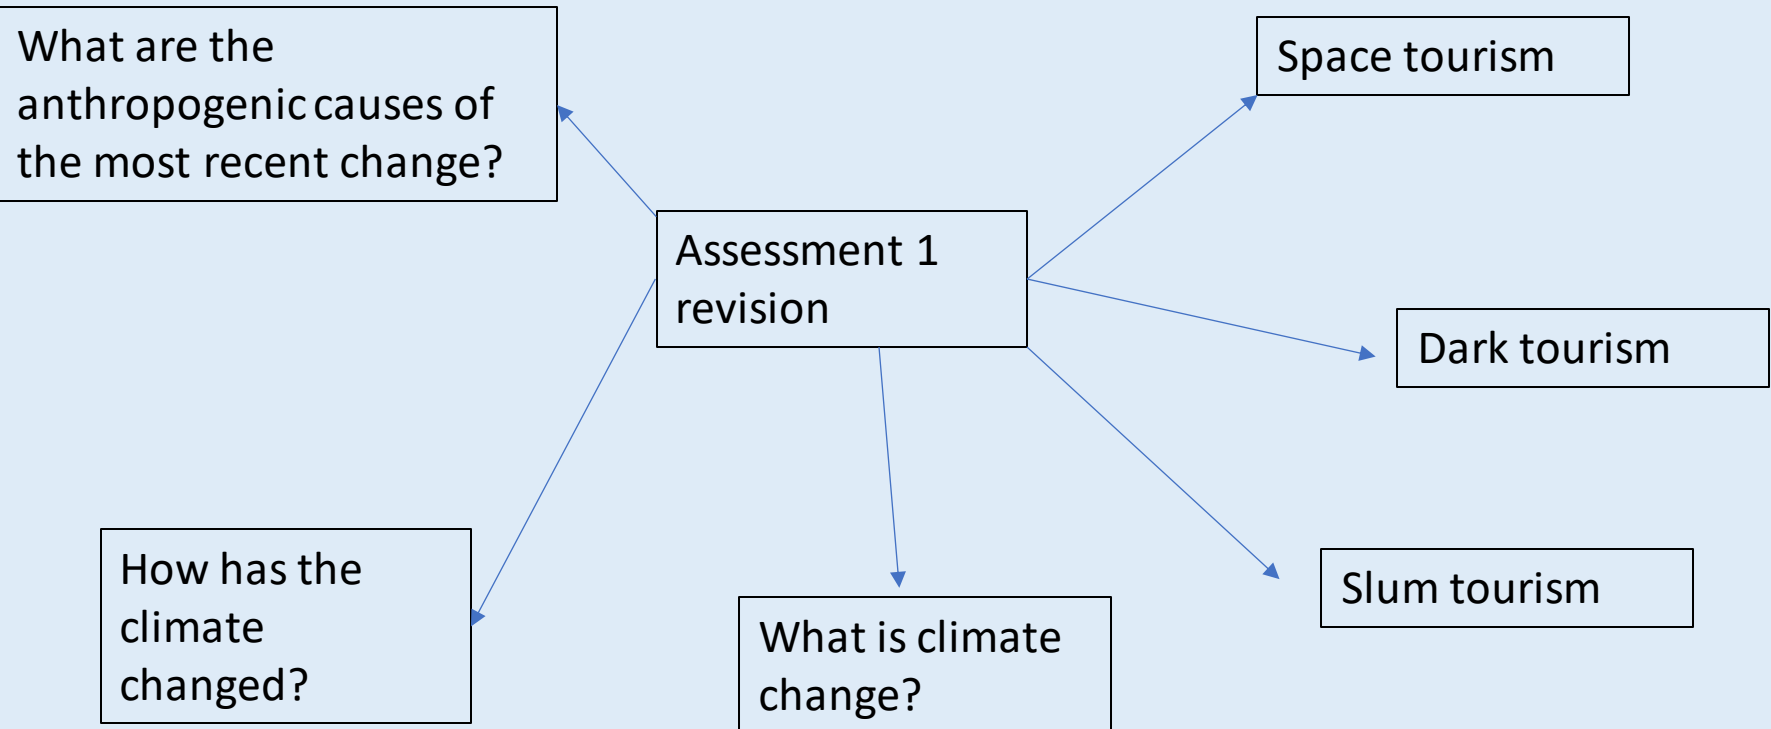 What are the
anthropogenic causes of
the most recent change?
Space tourism
Assessment 1
revision
Dark tourism
How has the
climate
changed?
What is climate
change?
Slum tourism